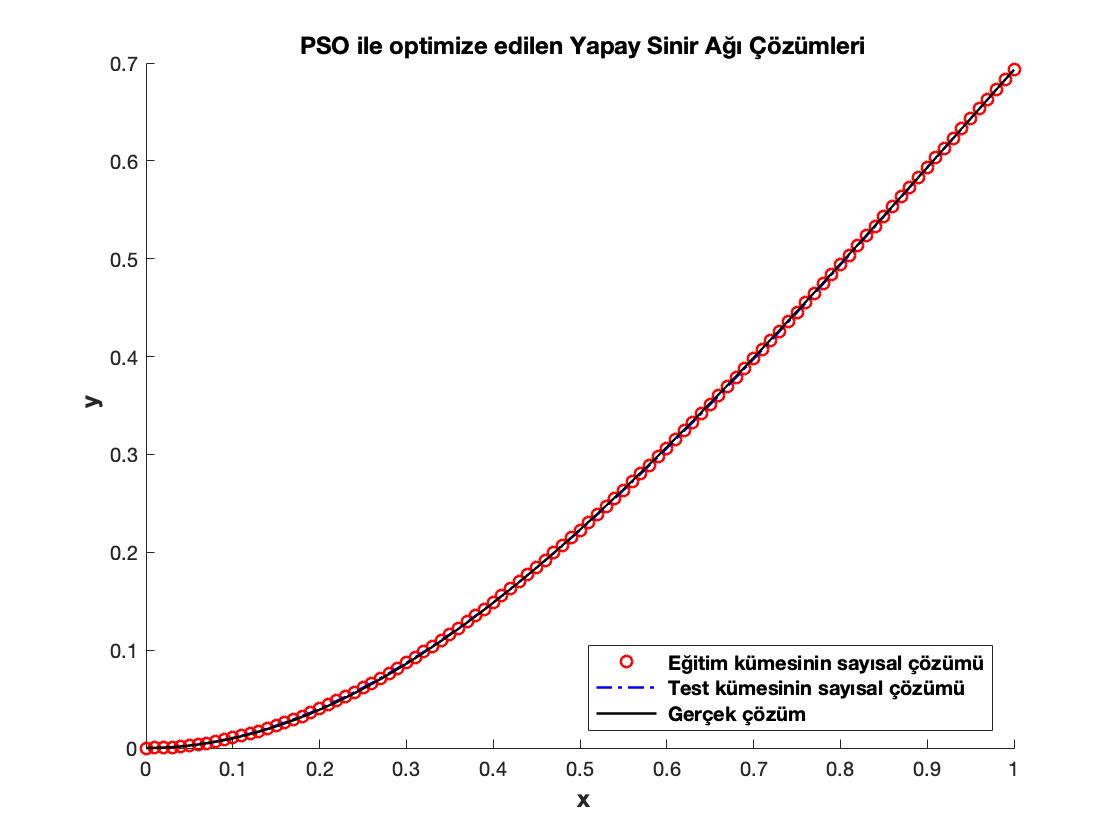 PSO ile optimize edilen Yapay Sinir Ağı Çözümleri
0.7
0.6
0.5
0.4
0.3
0.2
0.1
0
y
Eğitim kümesinin sayısal çözümü
Test kümesinin sayısal çözümü
Gerçek çözüm
0 0.1 0.2 0.3 0.4 0.5 0.6 0.7 0.8 0.9 1
x